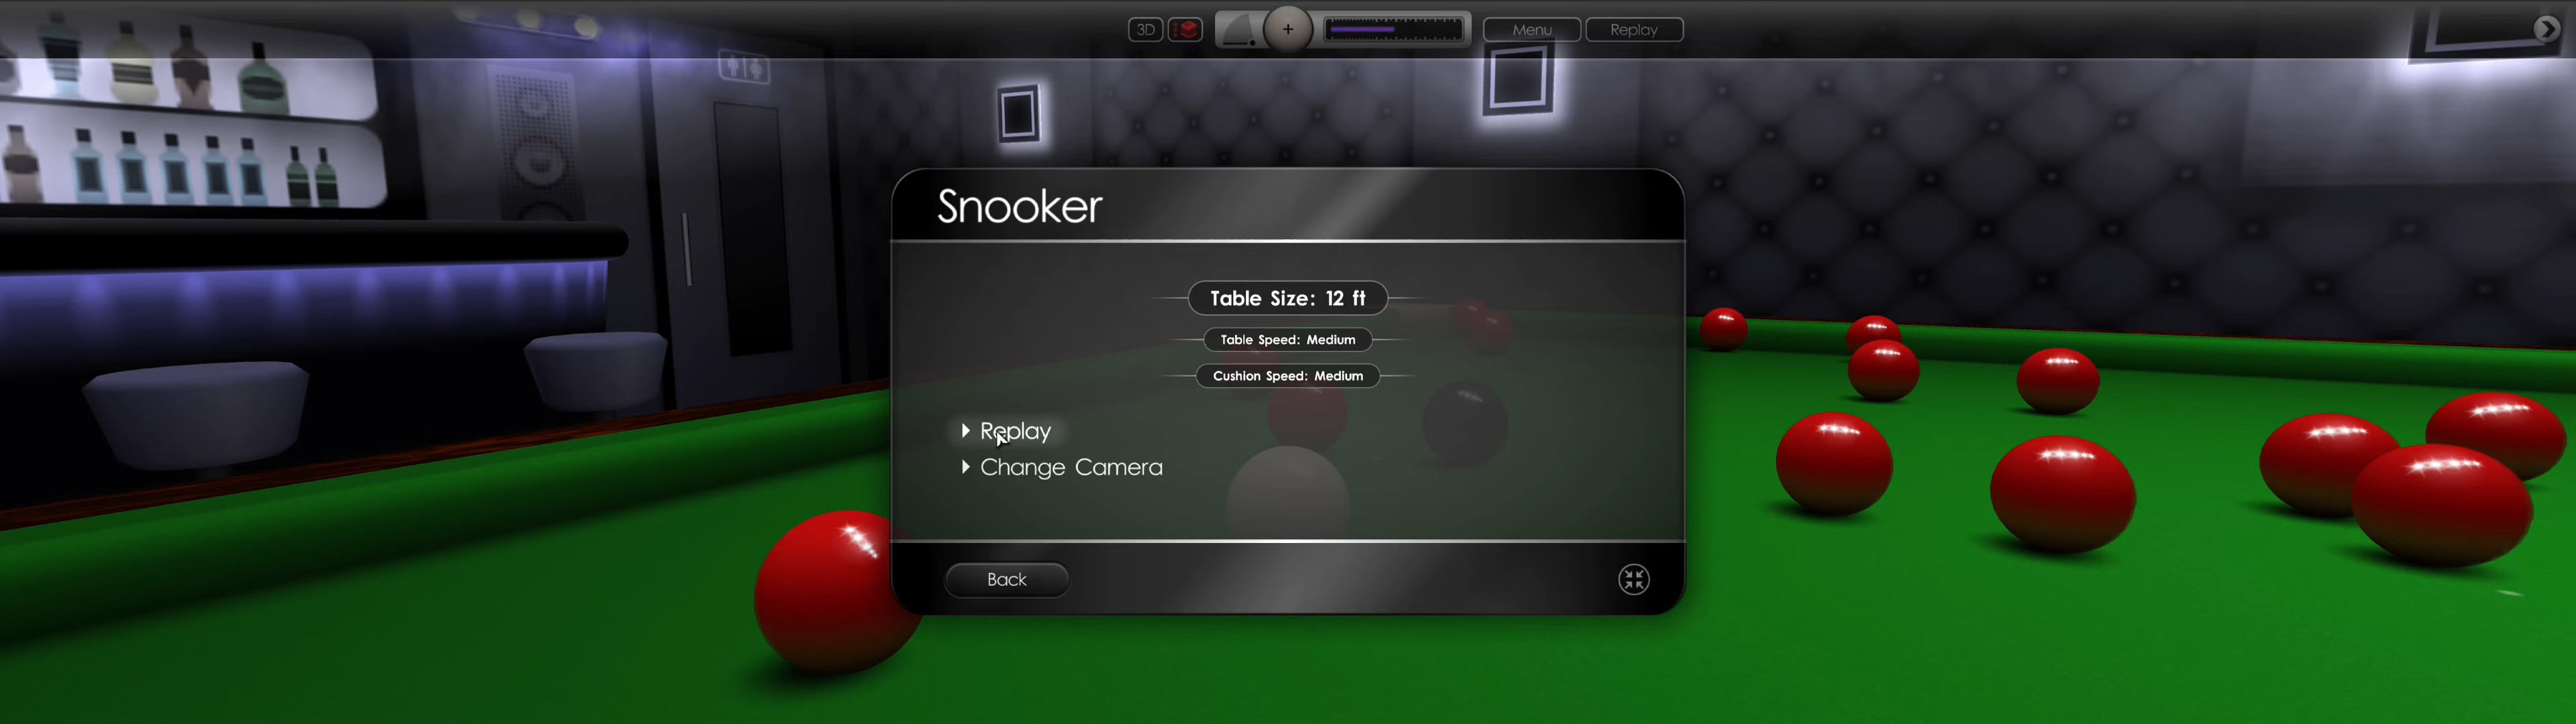 3D
Menu
Replay
Snooker
Table Size: 12 ft
Table Speed: Medium
Cushion Speed: Medium
Replay
Change Camera
Back